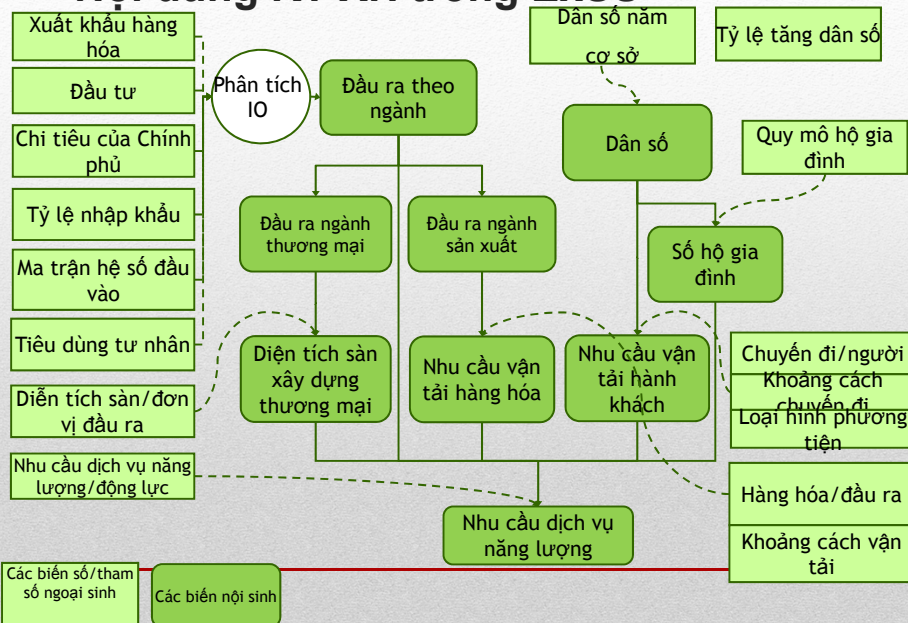 Xuất khẩu hàng
hóa
Đầu tư
Chi tiêu của Chính
phủ
Tỷ lệ nhập khẩu
Ma trận hệ số đầu
vào
Tiêu dùng tư nhân
Diễn tích sàn/đơn
vị đầu ra
Nhu cầu dịch vụ năng
lượng/động lực
Phân tích
IO
Đầu ra theo
ngành
Đầu ra ngành
thương mại
Đầu ra ngành
sản xuất
Diện tích sàn
xây dựng
thương mại
Nhu cầu vận
tải hàng hóa
Nhu cầu vận
tải hành
khách
Dân số năm
cơ sở
Tỷ lệ tăng dân số
Dân số
Quy mô hộ gia
đình
Số hộ gia
đình
Chuyến đi/người
Khoảng cách
chuyến đi
Loại hình phương
tiện
Hàng hóa/đầu ra
Khoảng cách vận
tải
Nhu cầu dịch vụ
năng lượng
Các biến số/tham
số ngoại sinh
Các biến nội sinh